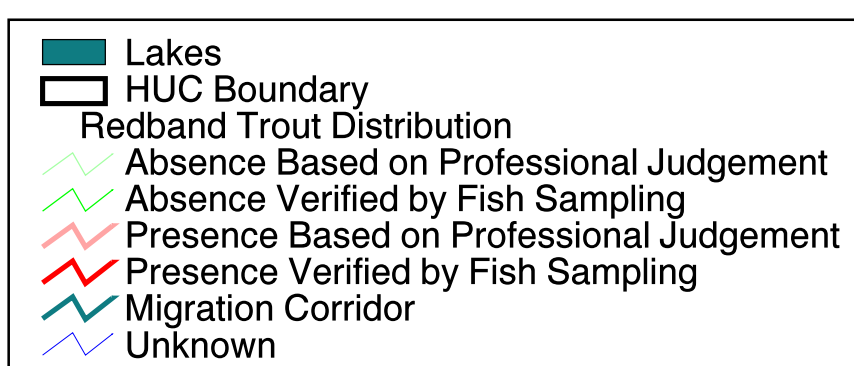 Lakes
HUC Boundary
Redband Trout Distribution
Absence Based on Professional Judgement
Absence Verified by Fish Sampling
Presence Based on Professional Judgement
Presence Verified by Fish Sampling
Migration Corridor
Unknown